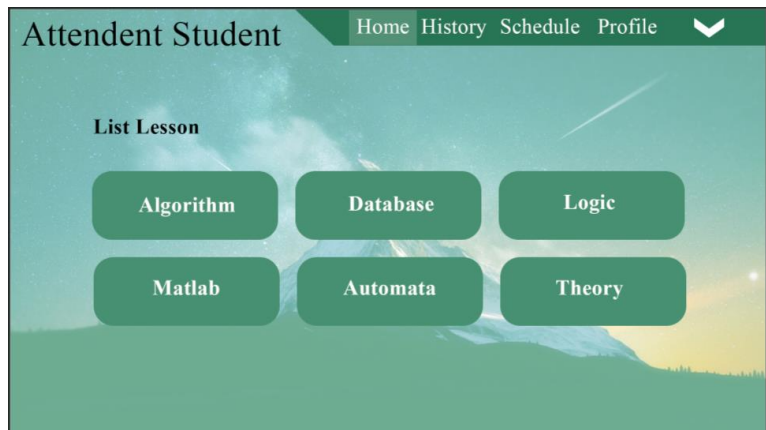 Attendent Student
Home History Schedule Profile
List Lesson
Algorithm
Database
Logic
Matlab
Automata
Theory